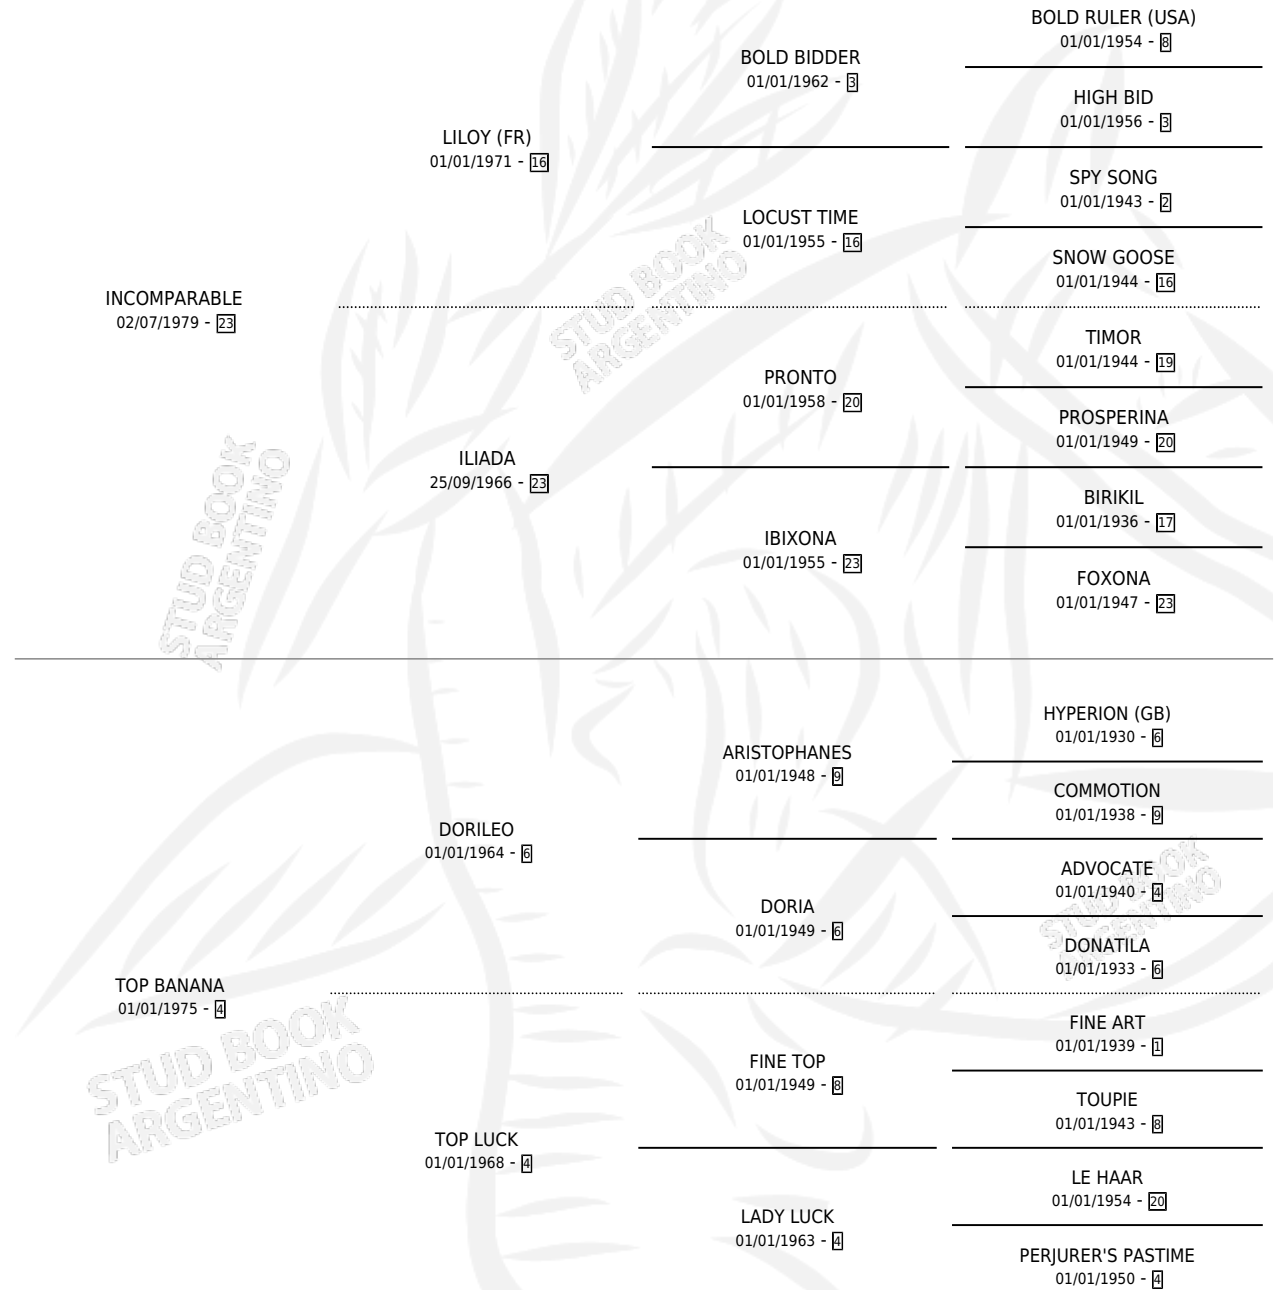 BOLD RULER (USA)
01/01/1954 - 8
BOLD BIDDER
01/01/1962 - 3
HIGH BID
01/01/1956 - 3
LILOY (FR)
01/01/1971 - 16
SPY SONG
01/01/1943 - 2
LOCUST TIME
01/01/1955 - 16
SNOW GOOSE
01/01/1944 - 16
INCOMPARABLE
02/07/1979 - 23
STUD BOOK
ARGENTINO
TIMOR
01/01/1944 - 19
PRONTO
01/01/1958 - 20
PROSPERINA
01/01/1949 - 20
ILIADA
25/09/1966 - 23
BIRIKIL
01/01/1936 - 17
IBIXONA
01/01/1955 - 23
FOXONA
01/01/1947 - 23
STUD BOOK
ARGENTINO
HYPERION (GB)
01/01/1930 - 6
ARISTOPHANES
01/01/1948 - 9
COMMOTION
01/01/1938 - 9
DORILEO
01/01/1964 - 6
ADVOCATE
01/01/1940 - 4
DORIA
01/01/1949 - 6
STUD BOOK
ARGENTINO
DONATILA
01/01/1933 - 6
TOP BANANA
01/01/1975 - 4
STUD BOOK
ARGENTINO
FINE ART
01/01/1939 - 1
FINE TOP
01/01/1949 - 8
TOUPIE
01/01/1943 - 8
TOP LUCK
01/01/1968 - 4
LE HAAR
01/01/1954 - 20
LADY LUCK
01/01/1963 - 4
PERJURER'S PASTIME
01/01/1950 - 4